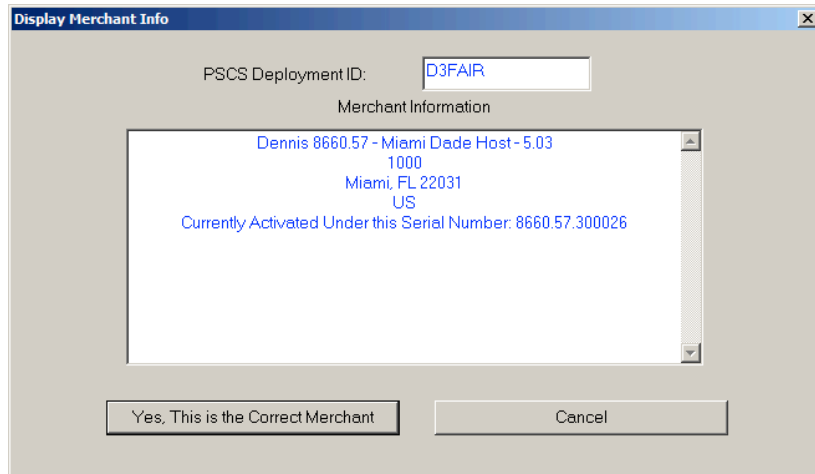 Display Merchant Info
PSCS Deployment ID: D3FAIR
Merchant Information
Dennis 8660.57 - Miami Dade Host - 5.03
1000
Miami, FL 22031
US
Currently Activated Under this Serial Number: 8660.57.300026
Yes, This is the Correct Merchant Cancel